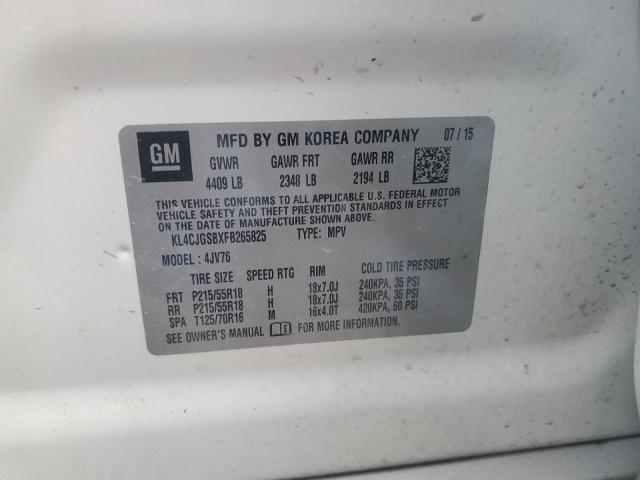 GM
MFD BY GM KOREA COMPANY 07 / 15
GVWR GAWR FRT GAWR RR
4409 LB 2348 LB 2194 LB
THIS VEHICLE CONFORMS TO ALL APPLICABLE U.S. FEDERAL MOTOR
VEHICLE SAFETY AND THEFT PREVENTION STANDARDS IN EFFECT
ON THE DATE OF MANUFACTURE SHOWN ABOVE.
KL4CJGSBXFB265825 TYPE: MPV
MODEL : 4JV76
TIRE SIZE SPEED RTG RIM COLD TIRE PRESSURE
FRT P215/55R18 H 18x7.0J 240KPA, 35 PSI
RR P215/55R18 H 18x7.0J 240KPA, 35 PSI
SPA T125/70R16 M 16x4.0T 420KPA, 60 PSI
SEE OWNER'S MANUAL FOR MORE INFORMATION.